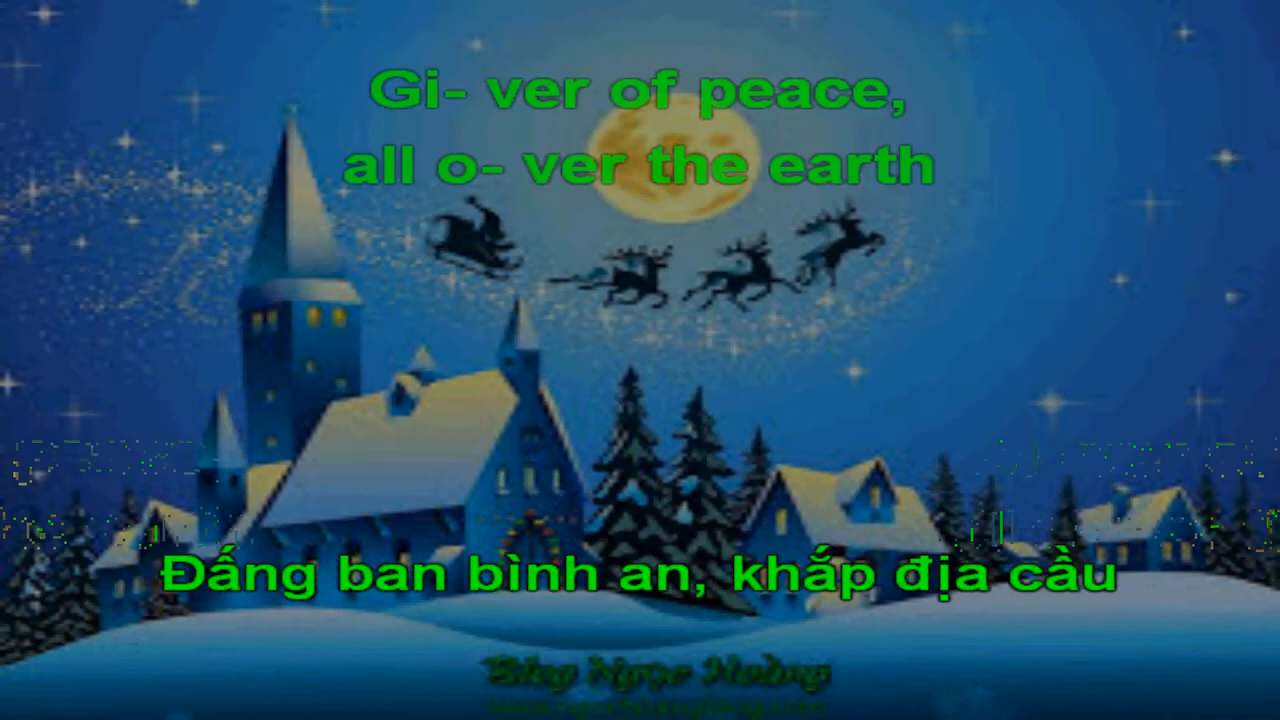 Gi- ver of peace,
all o- ver the earth
Đấng ban bình an, khắp địa cầu